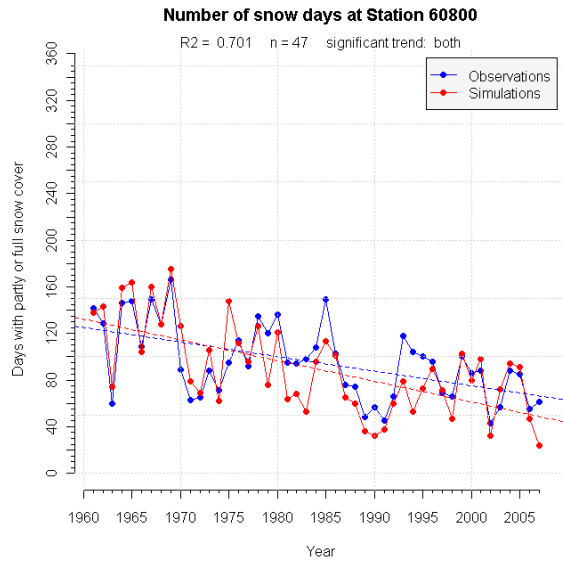 Number of snow days at Station 60800
R2 = 0.701 n = 47 significant trend: both
Observations
Simulations
Days with partly or full snow cover
360
320
280
240
200
160
120
80
40
0
1960 1965 1970 1975 1980 1985 1990 1995 2000 2005
Year